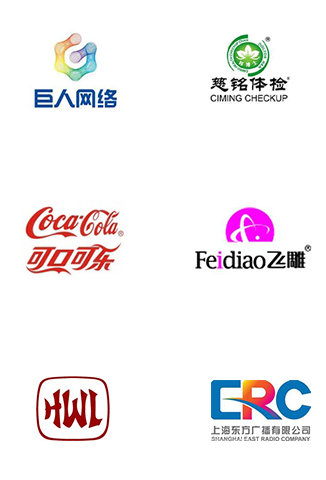 巨人网络
慈铭体检®
CIMING CHECKUP
Coca-Cola®
可口可乐
Feidiao飞雕®
HWL
ERC
上海东方广播有限公司
SHANGHAI EAST RADIO COMPANY